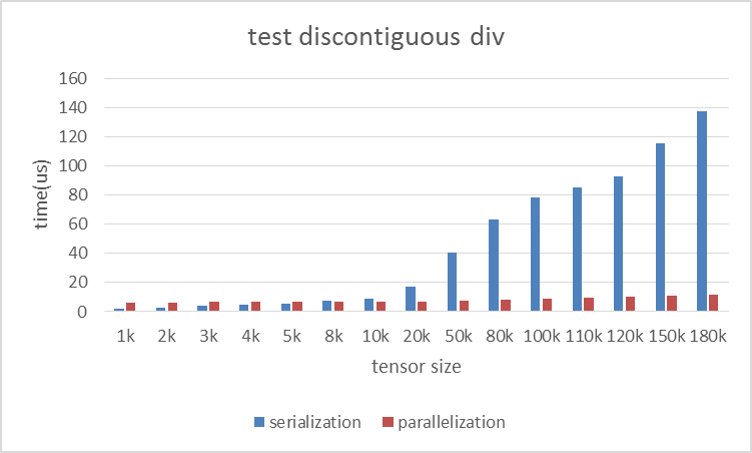 test discontiguous div
160
140
120
100
80
60
40
20
0
time(us)
1k 2k 3k 4k 5k 8k 10k 20k 50k 80k 100k 110k 120k 150k 180k
tensor size
serialization parallelization